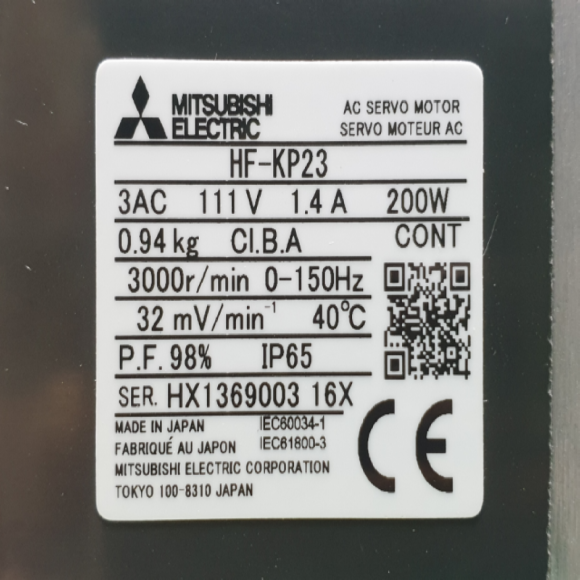 MITSUBISHI
ELECTRIC
AC SERVO MOTOR
SERVO MOTEUR AC
HF-KP23
3AC 111 V 1.4 A 200W
0.94 kg CI.B.A CONT
3000r/min 0-150Hz
32 mV/min⁻¹ 40℃
P.F. 98% IP65
SER. HX1369003 16X
MADE IN JAPAN IEC60034-1
FABRIQUÉ AU JAPON IEC61800-3
MITSUBISHI ELECTRIC CORPORATION
TOKYO 100-8310 JAPAN
CE